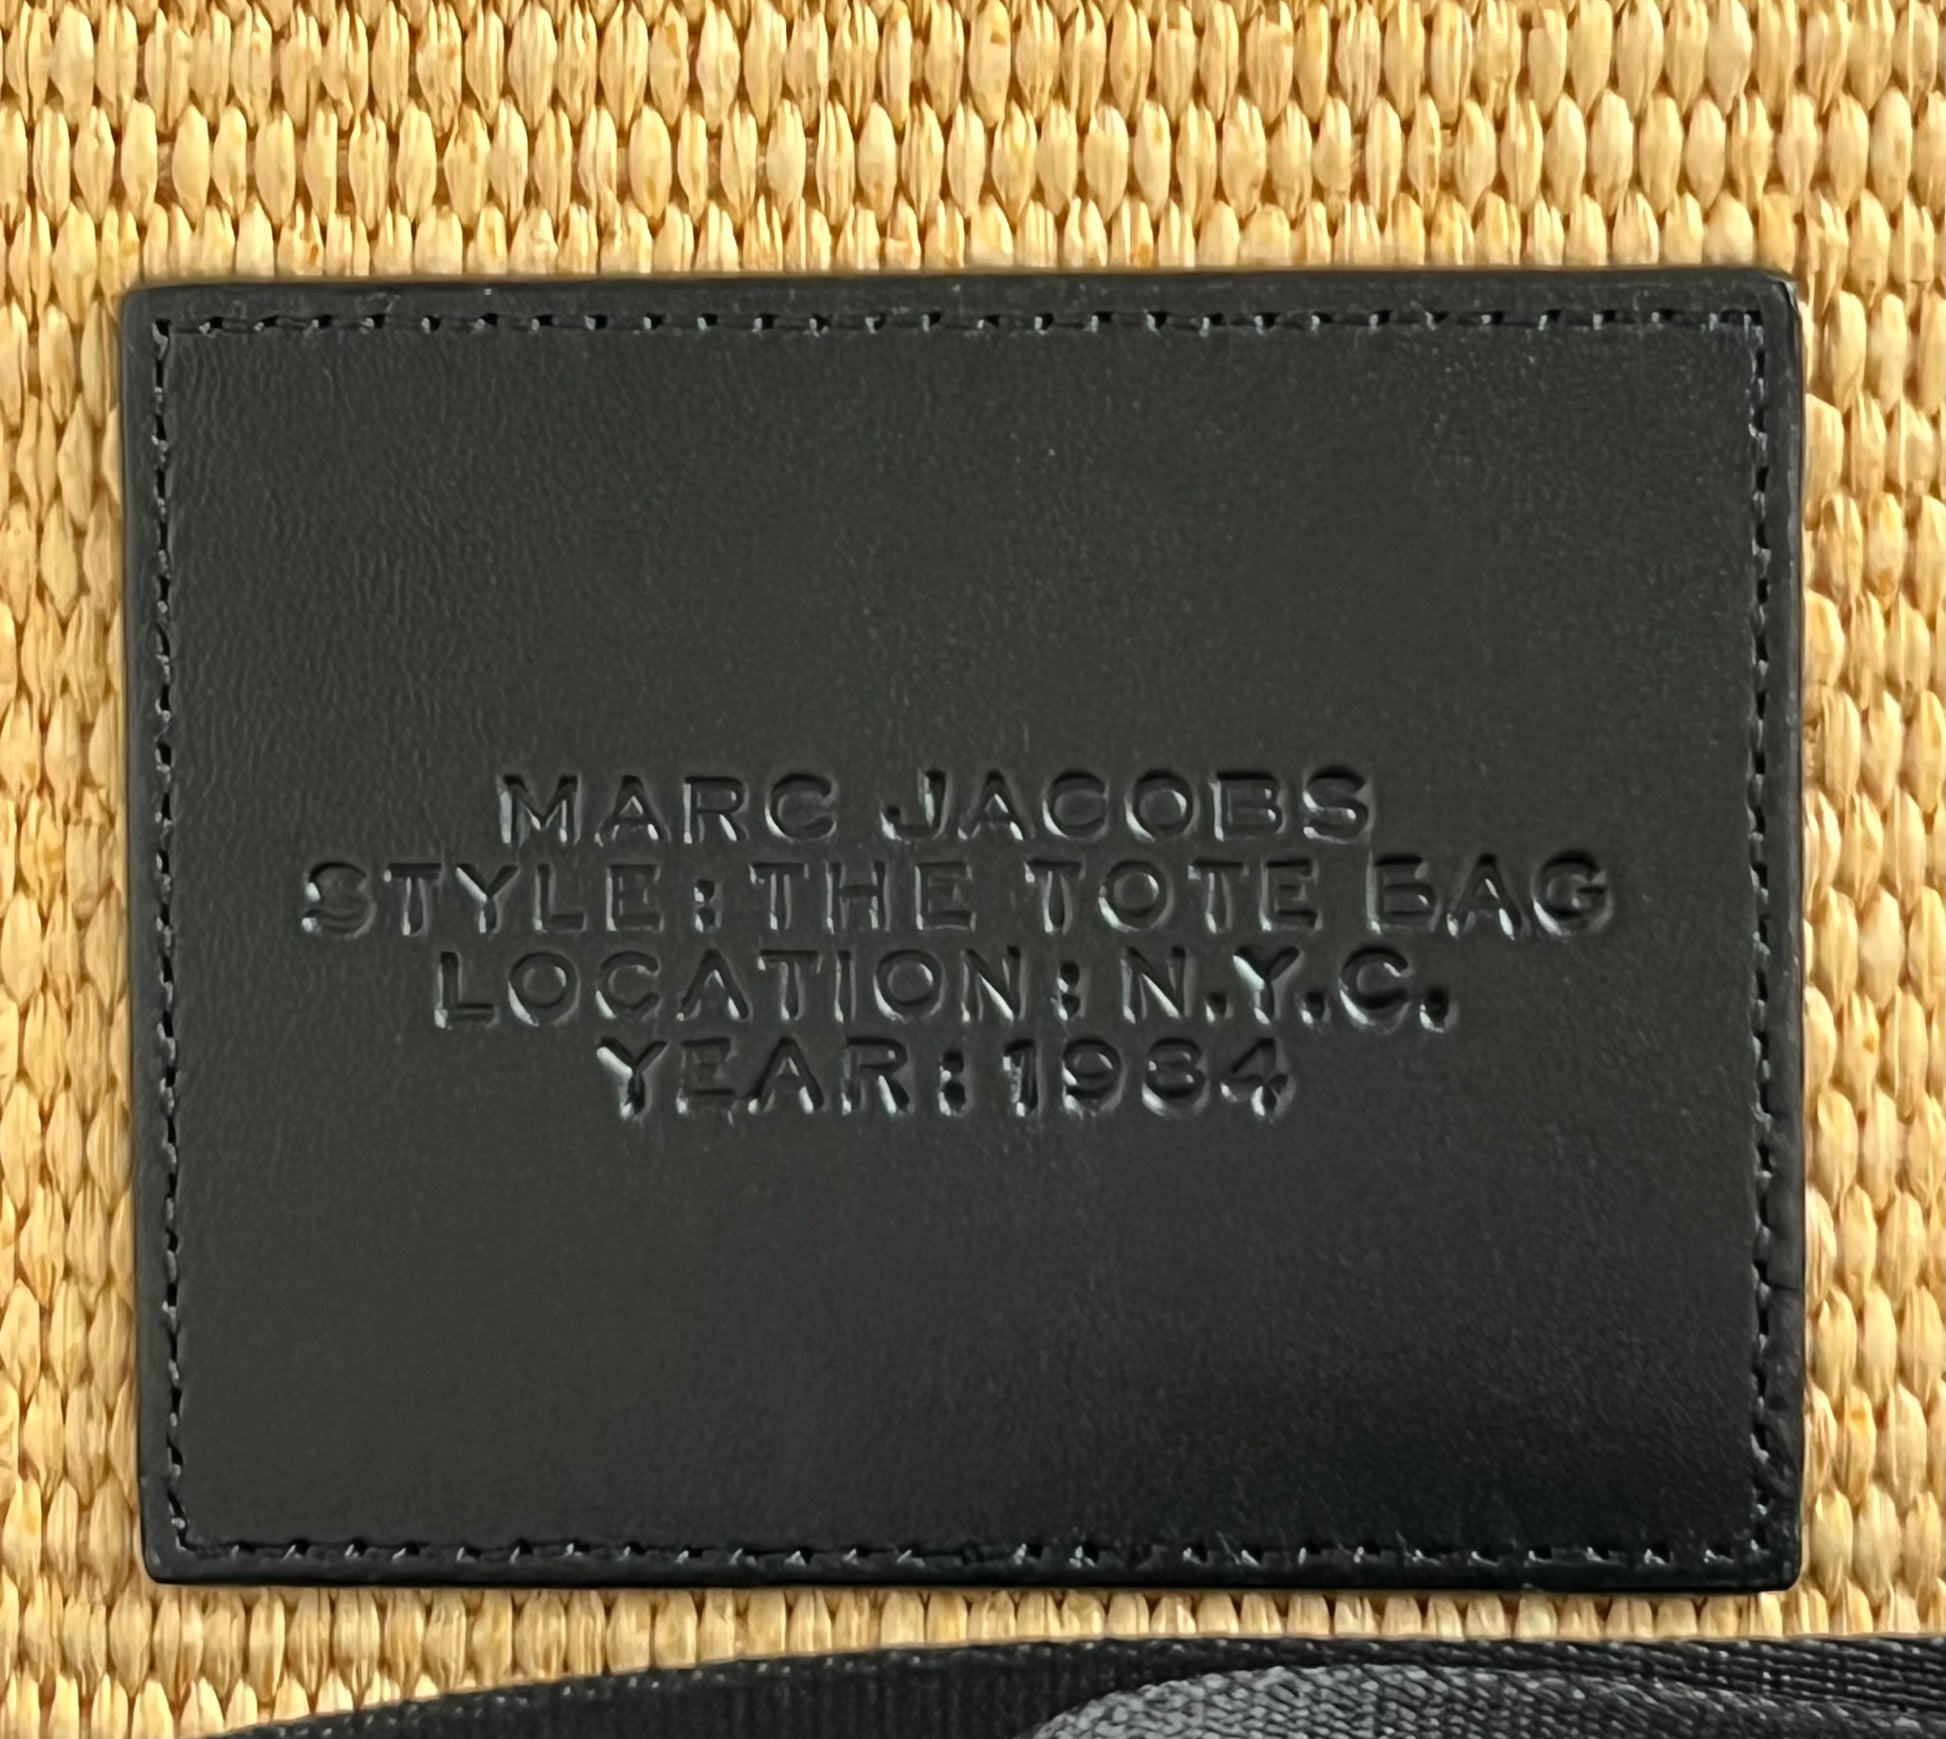 MARC JACOBS
STYLE: THE TOTE BAG
LOCATION: N.Y.C.
YEAR: 1984